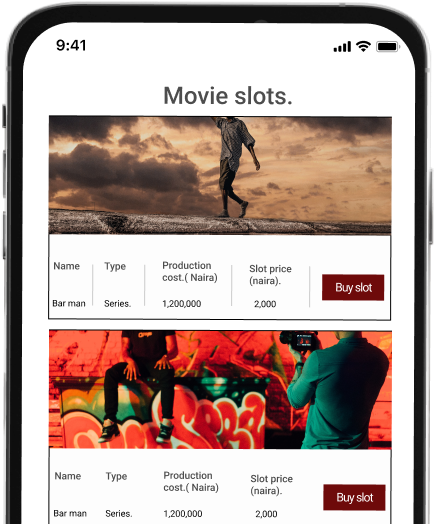 9:41
Movie slots.
Name Type Production Slot price
cost.( Naira) (naira).
Buy slot
Bar man Series. 1,200,000 2,000
Name Type Production Slot price
cost.( Naira) (naira).
Buy slot
Bar man Series. 1,200,000 2,000